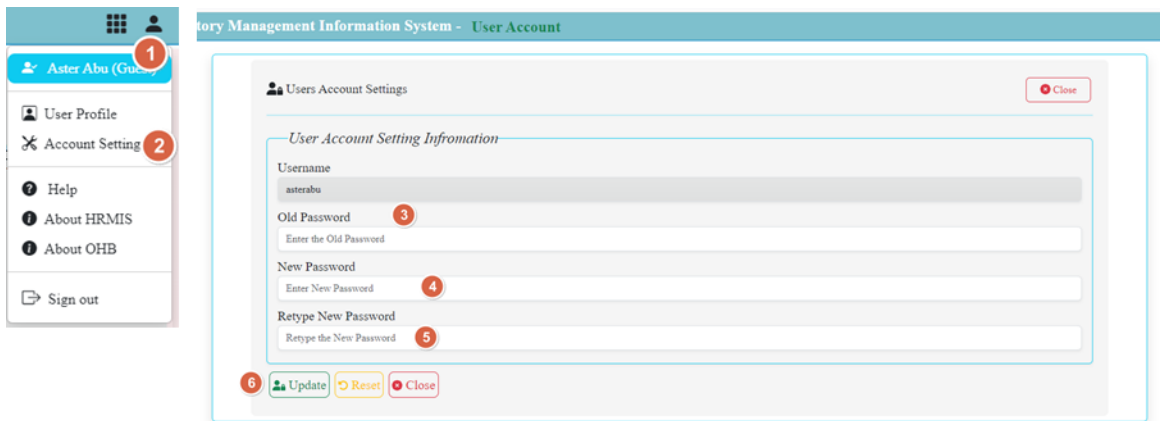 1
Aster Abu (Guest)
User Profile
Account Setting 2
Help
About HRMIS
About OHB
Sign out
tory Management Information System - User Account
Users Account Settings
Close
User Account Setting Infromation
Username
asterabu
Old Password 3
Enter the Old Password
New Password
Enter New Password 4
Retype New Password
Retype the New Password 5
6 Update Reset Close